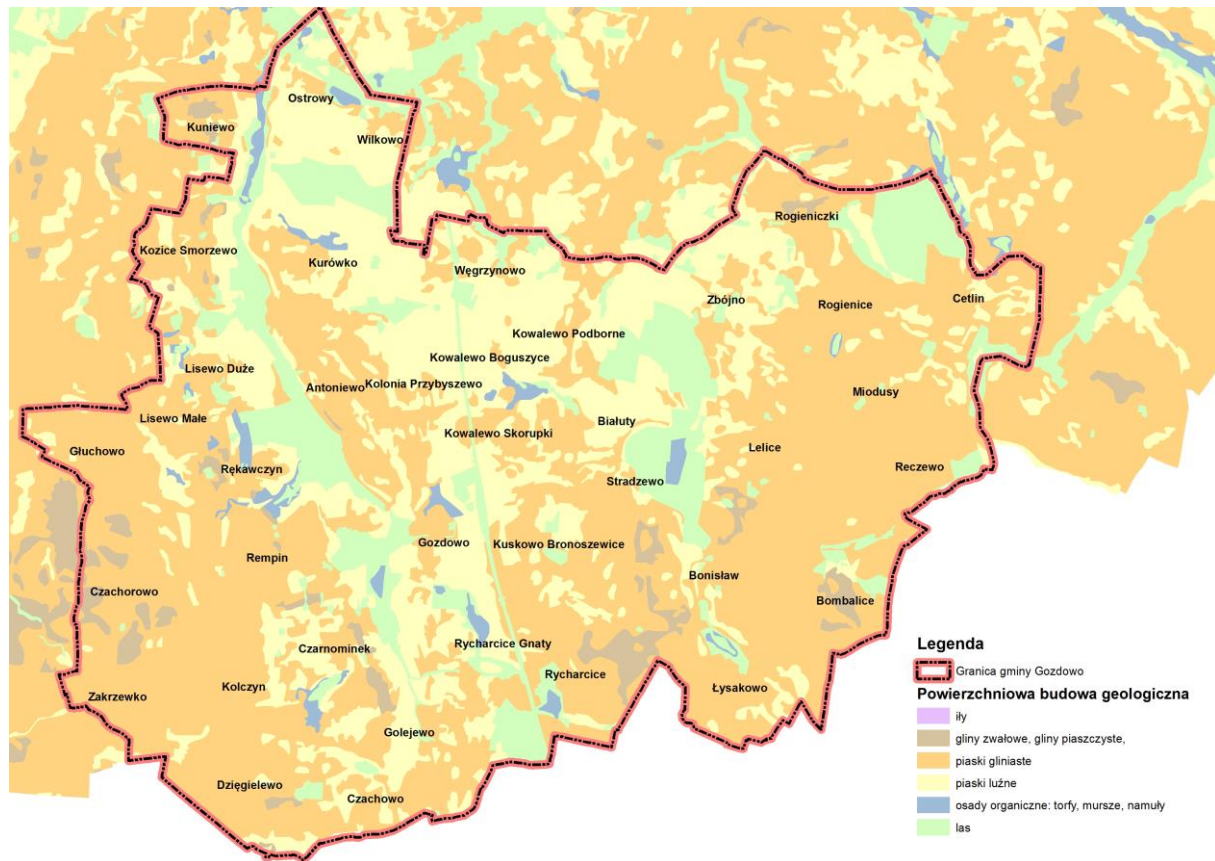 Ostrowy
Kuniewo
Wilkowo
Rogieniczki
Kozice Smorzewo
Kurówko
Węgrzynowo
Zbójno
Rogienice
Cetlin
Kowalewo Podborne
Kowalewo Boguszyce
Lisewo Duże
Antoniewo
Kolonia Przybyszewo
Miodusy
Lisewo Małe
Białuty
Kowalewo Skorupki
Głuchowo
Lelice
Rękawczyn
Reczewo
Stradzewo
Gozdowo
Kuskowo Bronoszewice
Rempin
Bonisław
Czachorowo
Bombalice
Rycharcice Gnaty
Czarnominek
Rycharcice
Kolczyn
Zakrzewko
Łysakowo
Golejewo
Dzięgielewo
Czachowo
Legenda
Granica gminy Gozdowo
Powierzchniowa budowa geologiczna
iły
gliny zwałowe, gliny piaszczyste,
piaski gliniaste
piaski luźne
osady organiczne: torfy, mursze, namuły
las